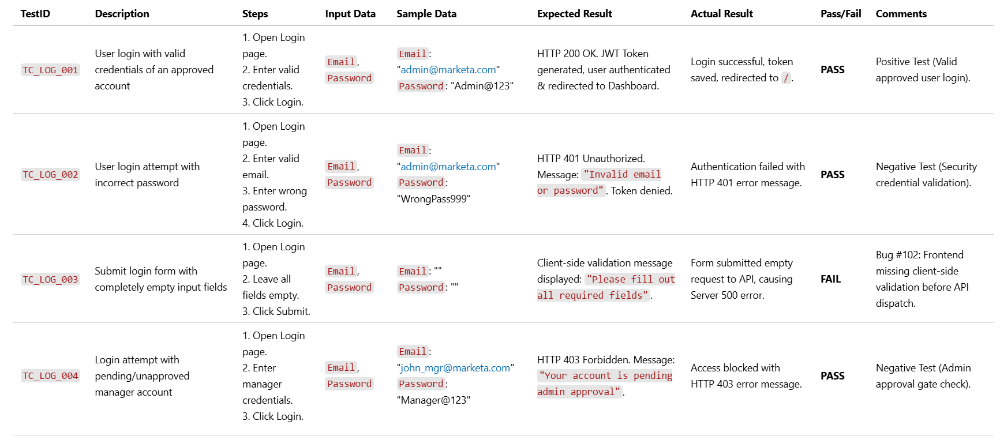 TestID Description Steps Input Data Sample Data Expected Result Actual Result Pass/Fail Comments
TC_LOG_001
User login with valid
credentials of an approved
account
1. Open Login
page.
2. Enter valid
credentials.
3. Click Login.
Email,
Password
Email:
"admin@marketa.com"
Password: "Admin@123"
HTTP 200 OK. JWT Token
generated, user authenticated
& redirected to Dashboard.
Login successful, token
saved, redirected to /.
PASS
Positive Test (Valid
approved user login).
TC_LOG_002
User login attempt with
incorrect password
1. Open Login
page.
2. Enter valid
email.
3. Enter wrong
password.
4. Click Login.
Email,
Password
Email:
"admin@marketa.com"
Password:
"WrongPass999"
HTTP 401 Unauthorized.
Message: "Invalid email
or password". Token denied.
Authentication failed with
HTTP 401 error message.
PASS
Negative Test (Security
credential validation).
TC_LOG_003
Submit login form with
completely empty input fields
1. Open Login
page.
2. Leave all
fields empty.
3. Click Submit.
Email,
Password
Email: ""
Password: ""
Client-side validation message
displayed: "Please fill out
all required fields".
Form submitted empty
request to API, causing
Server 500 error.
FAIL
Bug #102: Frontend
missing client-side
validation before API
dispatch.
TC_LOG_004
Login attempt with
pending/unapproved
manager account
1. Open Login
page.
2. Enter
manager
credentials.
3. Click Login.
Email,
Password
Email:
"john_mgr@marketa.com"
Password:
"Manager@123"
HTTP 403 Forbidden. Message:
"Your account is pending
admin approval".
Access blocked with
HTTP 403 error message.
PASS
Negative Test (Admin
approval gate check).